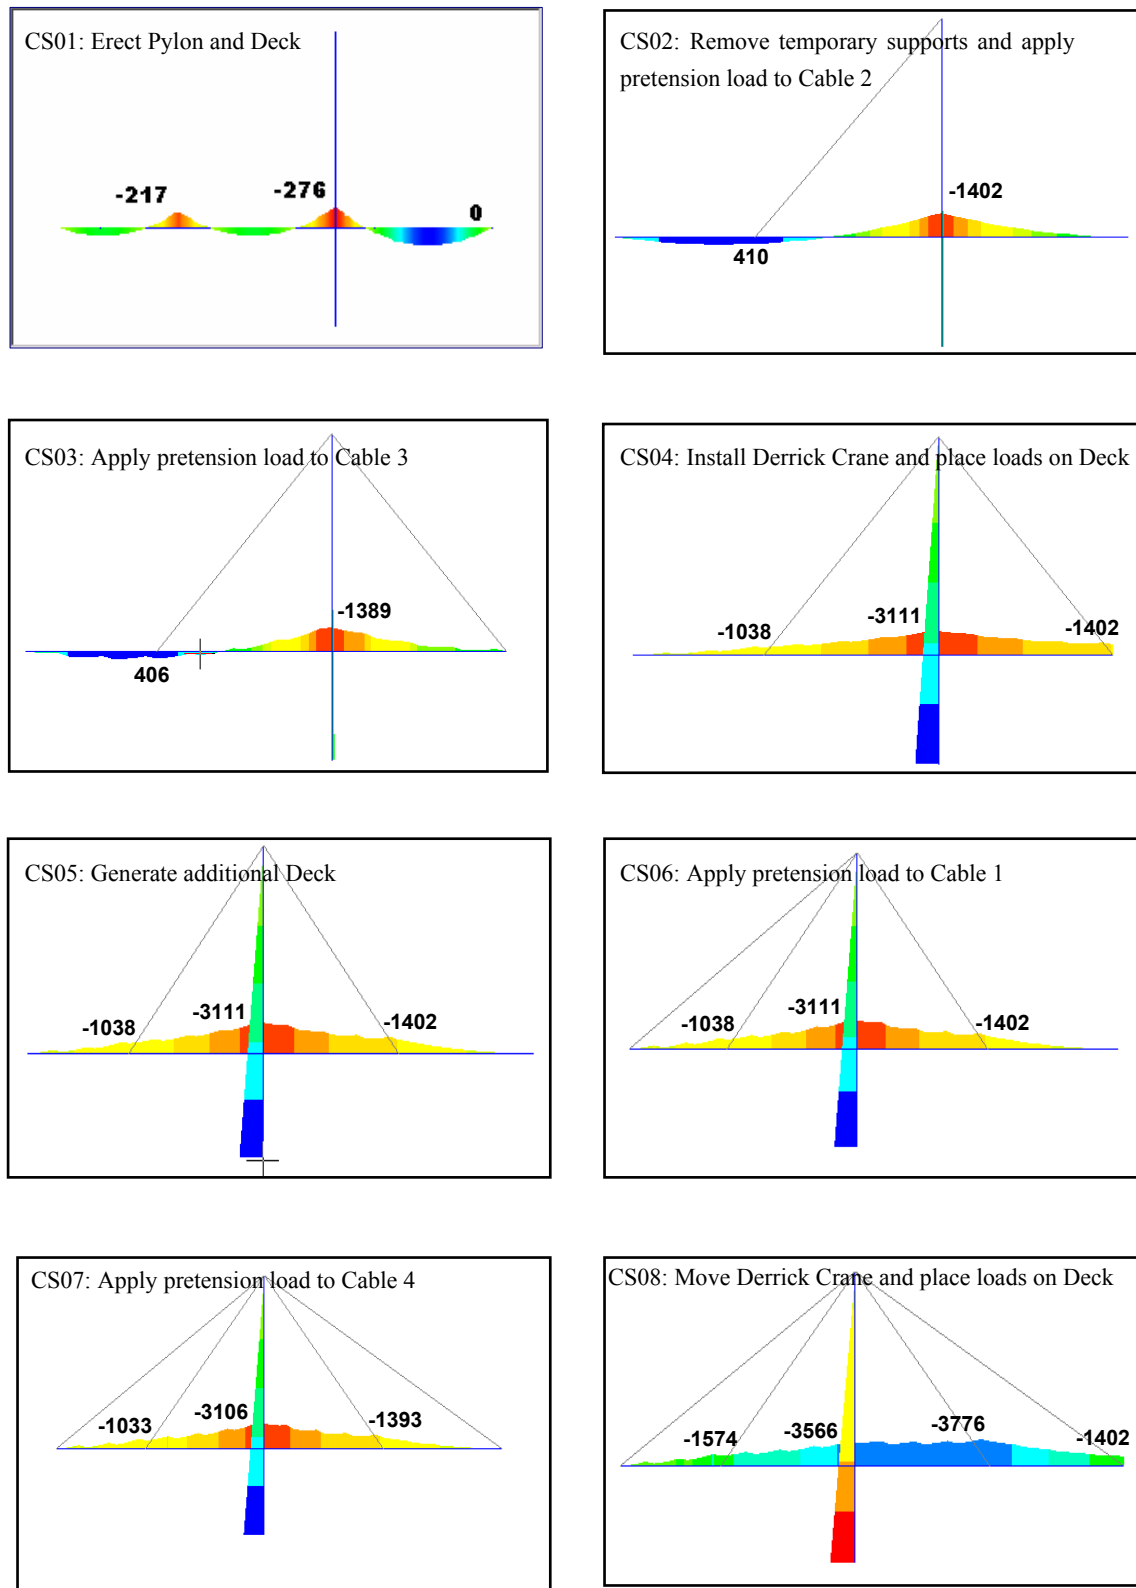 CS01: Erect Pylon and Deck
-217
-276
0
CS02: Remove temporary supports and apply
pretension load to Cable 2
-1402
410
CS03: Apply pretension load to Cable 3
-1389
406
CS04: Install Derrick Crane and place loads on Deck
-1038
-3111
-1402
CS05: Generate additional Deck
-1038
-3111
-1402
CS06: Apply pretension load to Cable 1
-1038
-3111
-1402
CS07: Apply pretension load to Cable 4
-1033
-3106
-1393
CS08: Move Derrick Crane and place loads on Deck
-1574
-3566
-3776
-1402